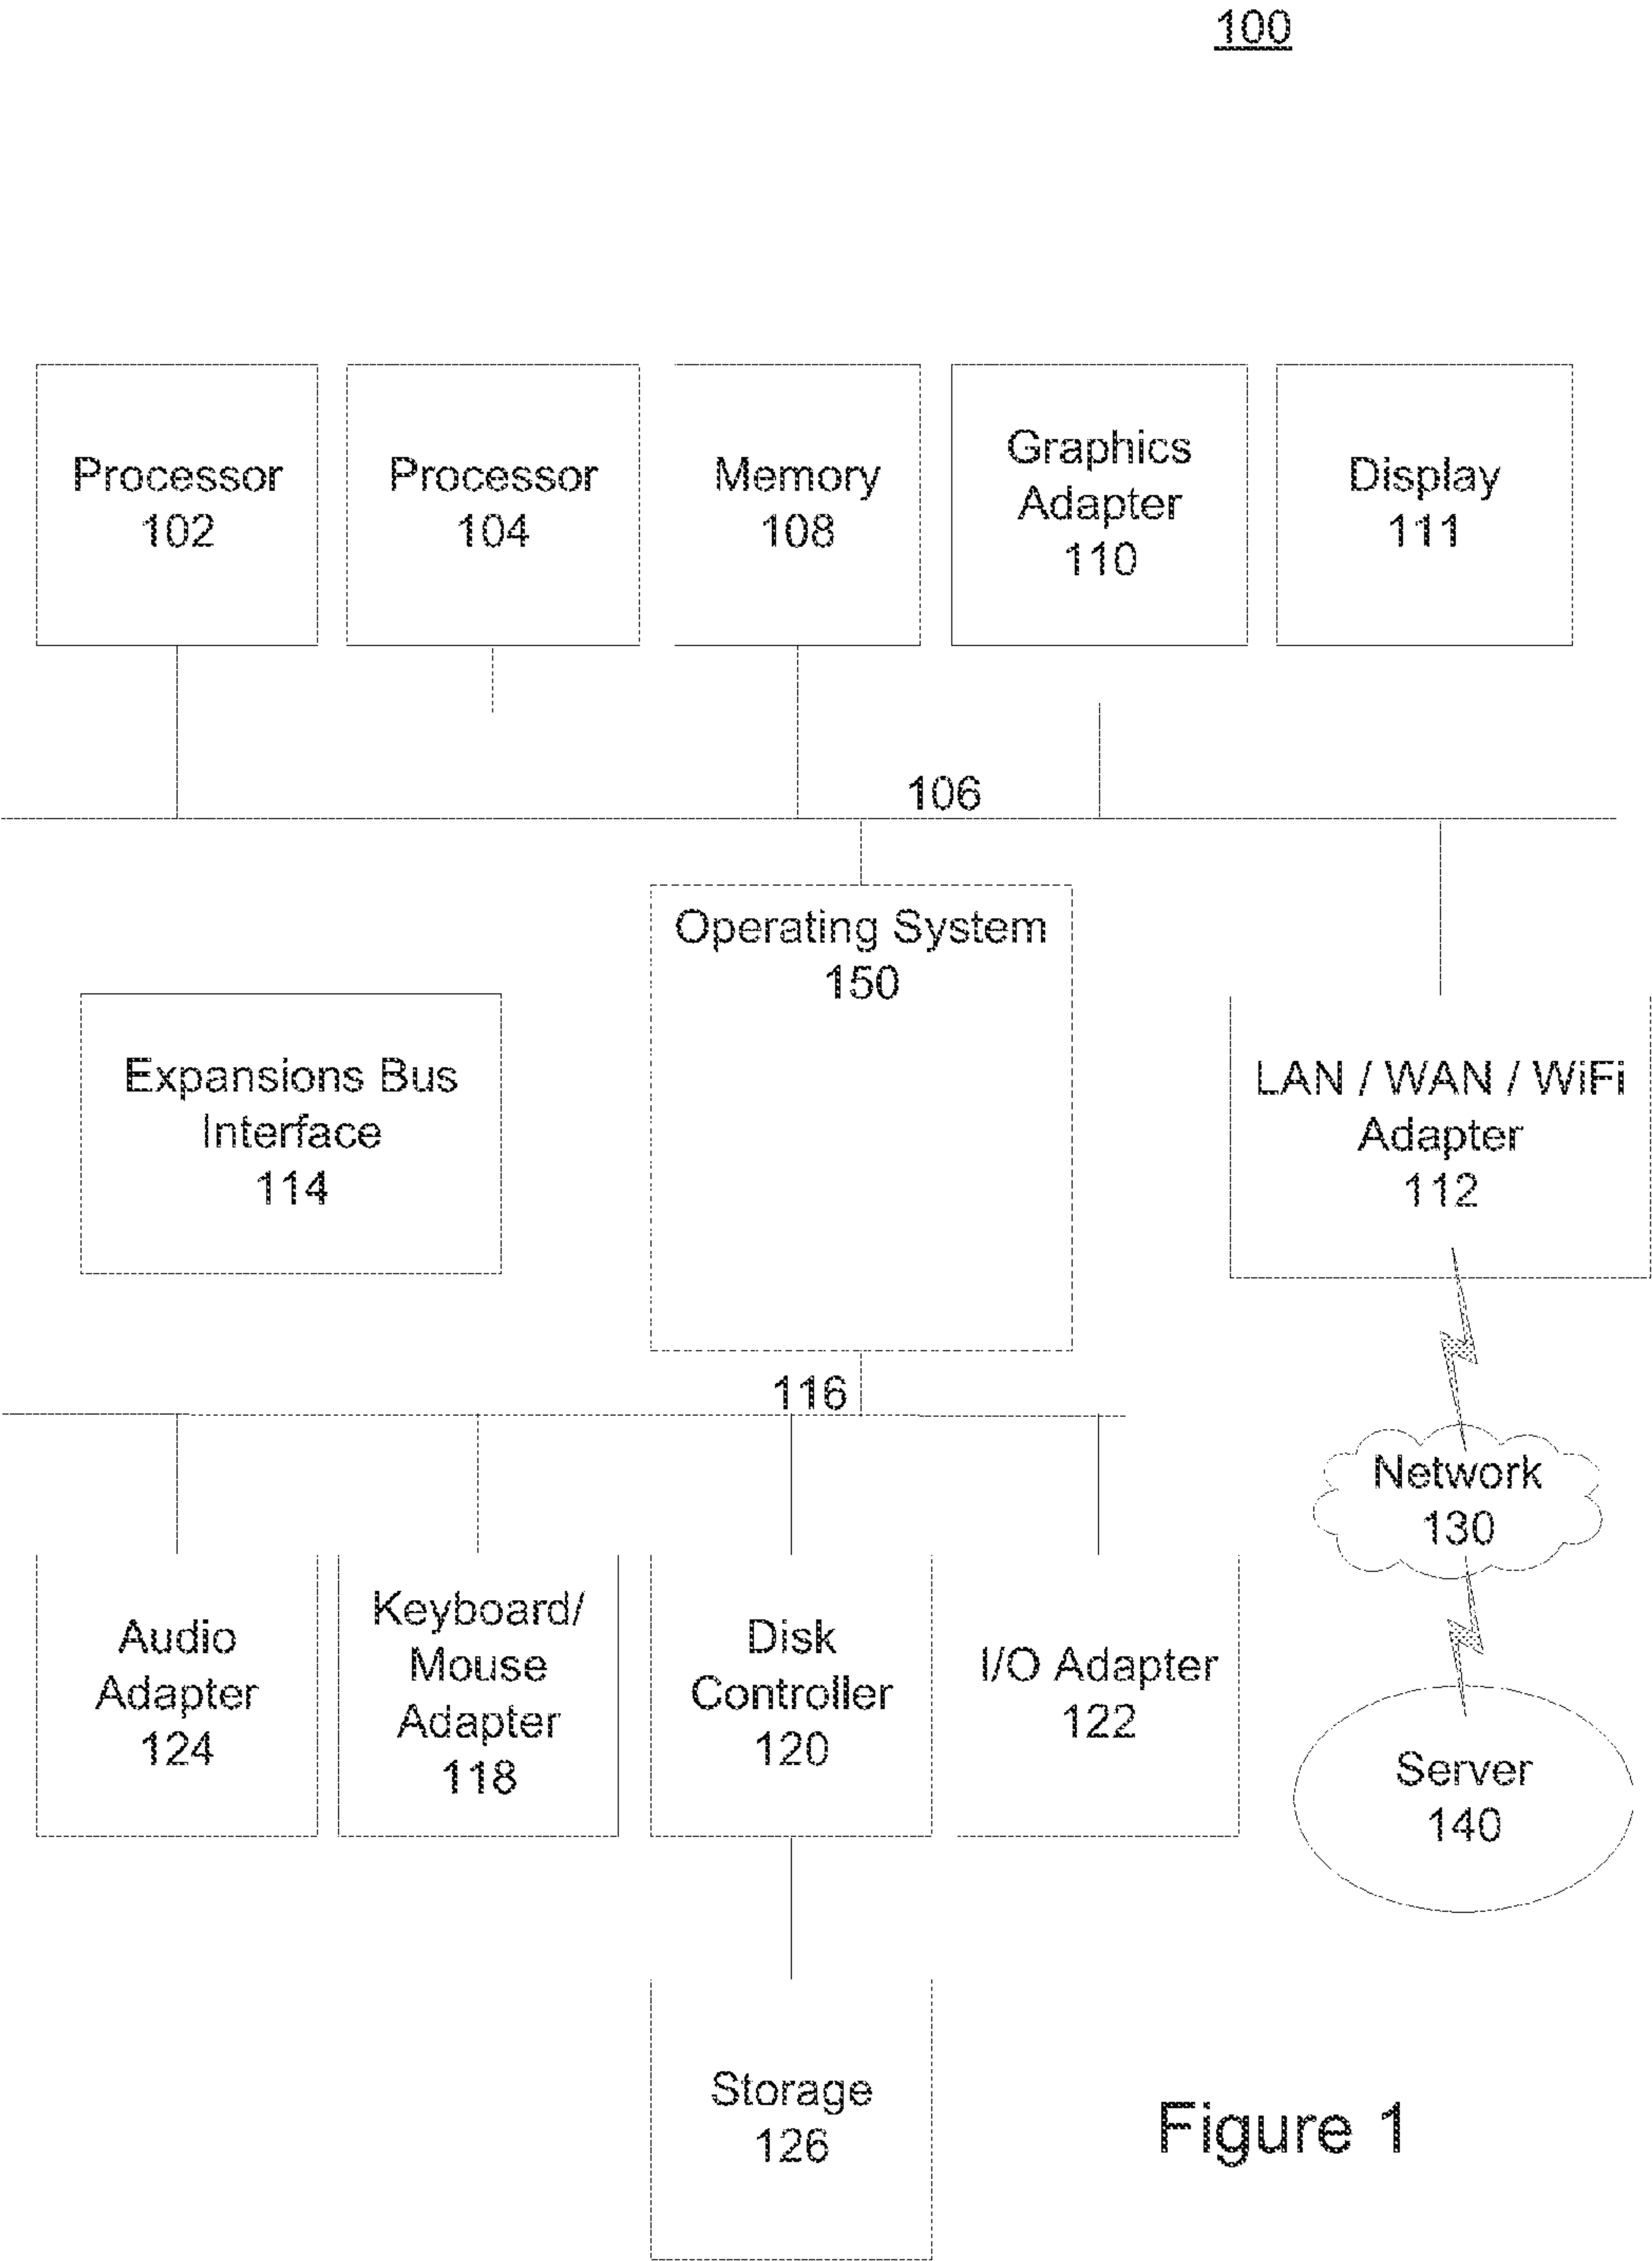 100
Processor
102
Processor
104
Memory
108
Graphics
Adapter
110
Display
111
106
Operating System
150
Expansions Bus
Interface
114
LAN / WAN / WiFi
Adapter
112
116
Network
130
Audio
Adapter
124
Keyboard/
Mouse
Adapter
118
Disk
Controller
120
I/O Adapter
122
Server
140
Storage
126
Figure 1